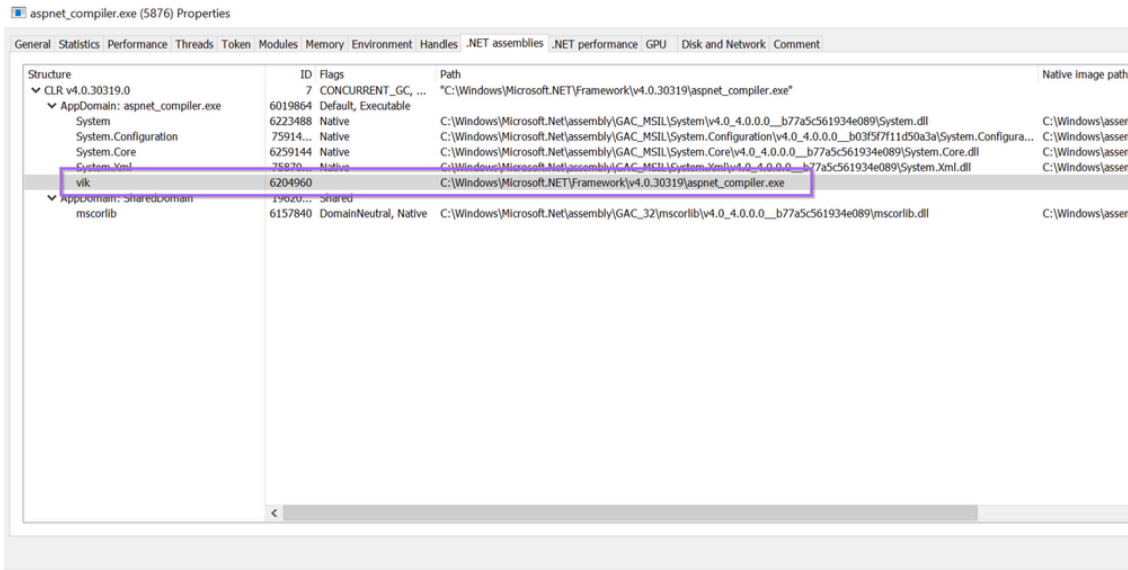 aspnet_compiler.exe (5876) Properties
General Statistics Performance Threads Token Modules Memory Environment Handles .NET assemblies .NET performance GPU Disk and Network Comment
Structure ID Flags Path Native image path
CLR v4.0.30319.0 7 CONCURRENT_GC, ... "C:\Windows\Microsoft.NET\Framework\v4.0.30319\aspnet_compiler.exe"
AppDomain: aspnet_compiler.exe 6019864 Default, Executable
System 6223488 Native C:\Windows\Microsoft.Net\assembly\GAC_MSIL\System\v4.0_4.0.0.0__b77a5c561934e089\System.dll C:\Windows\assem
System.Configuration 75914... Native C:\Windows\Microsoft.Net\assembly\GAC_MSIL\System.Configuration\v4.0_4.0.0.0__b03f5f7f11d50a3a\System.Configura... C:\Windows\assem
System.Core 6259144 Native C:\Windows\Microsoft.Net\assembly\GAC_MSIL\System.Core\v4.0_4.0.0.0__b77a5c561934e089\System.Core.dll C:\Windows\assem
System.Xml 75870... Native C:\Windows\Microsoft.Net\assembly\GAC_MSIL\System.Xml\v4.0_4.0.0.0__b77a5c561934e089\System.Xml.dll C:\Windows\assem
vik 6204960 C:\Windows\Microsoft.NET\Framework\v4.0.30319\aspnet_compiler.exe
AppDomain: SharedDomain 19620... Shared
mscorlib 6157840 DomainNeutral, Native C:\Windows\Microsoft.Net\assembly\GAC_32\mscorlib\v4.0_4.0.0.0__b77a5c561934e089\mscorlib.dll C:\Windows\assem